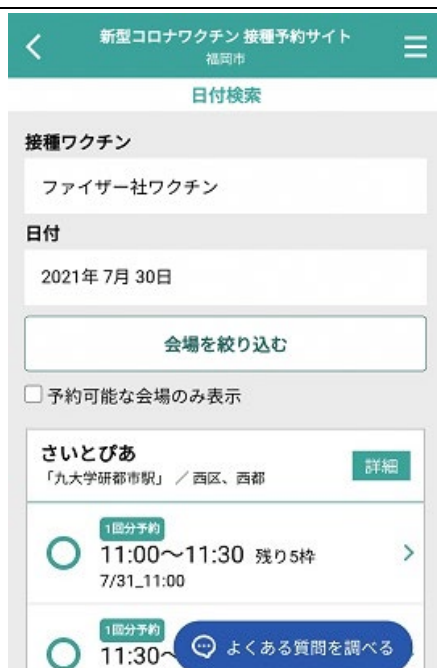 新型コロナワクチン 接種予約サイト
福岡市
日付検索
接種ワクチン
ファイザー社ワクチン
日付
2021年 7月 30日
会場を絞り込む
予約可能な会場のみ表示
さいとぴあ
「九大学研都市駅」 / 西区、西都
詳細
1回分予約
11:00〜11:30 残り5枠
7/31_11:00
1回分予約
11:30〜
よくある質問を調べる